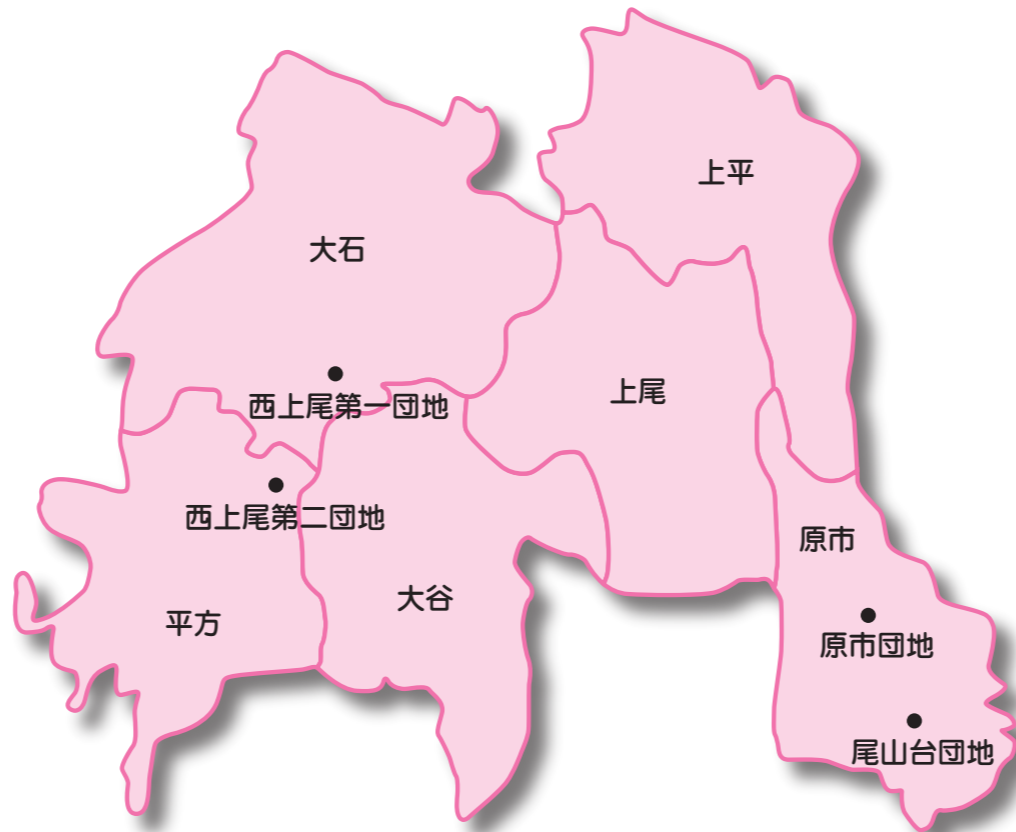 上平
大石
西上尾第一団地
上尾
西上尾第二団地
原市
大谷
平方
原市団地
尾山台団地